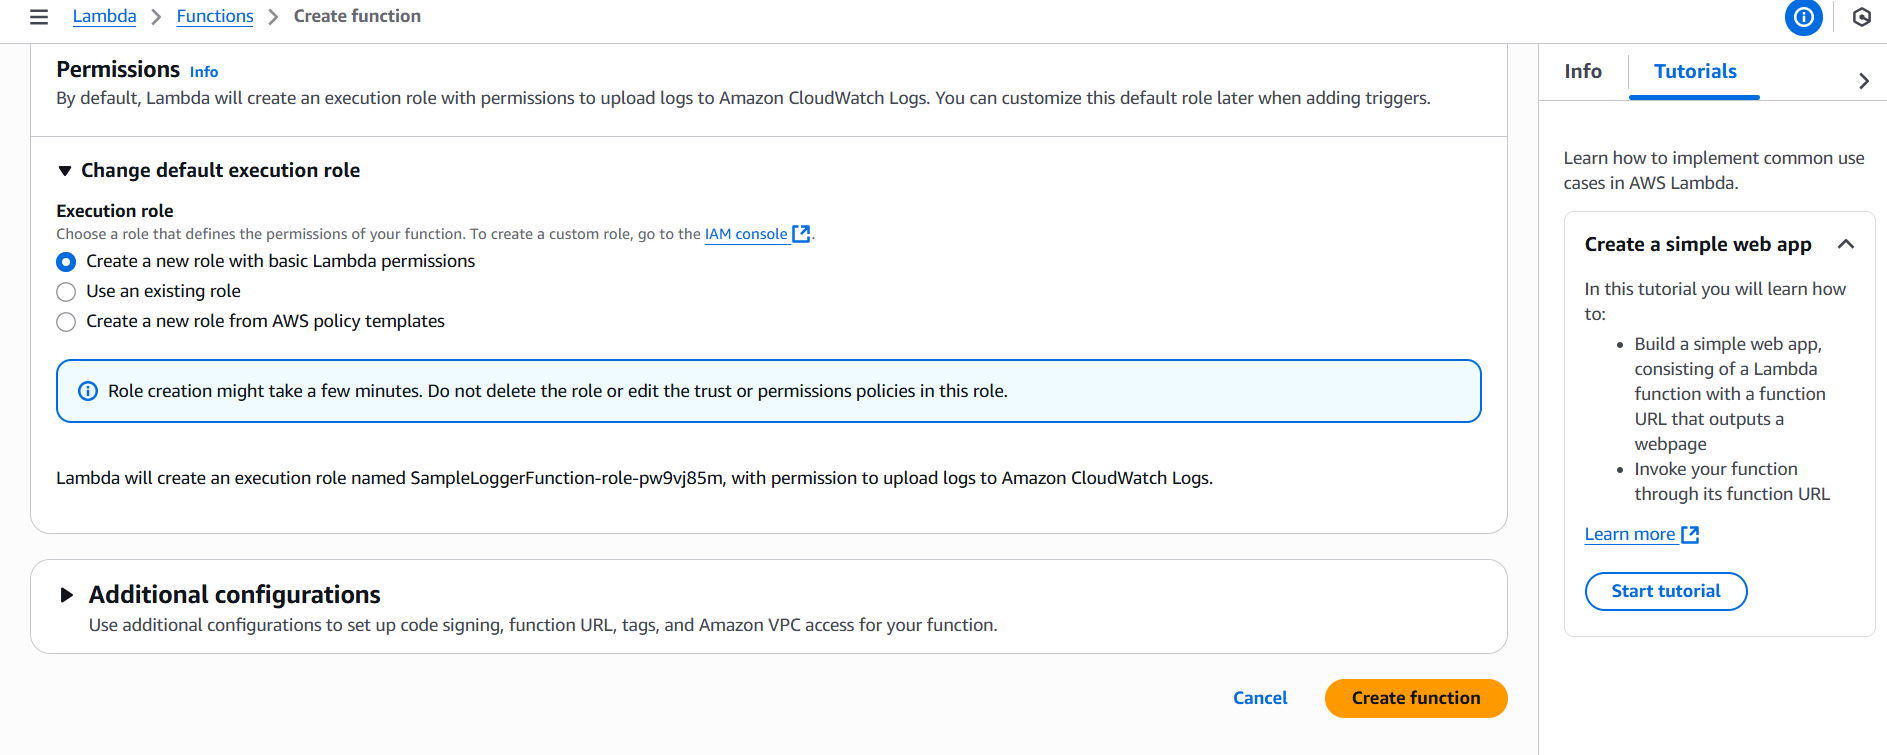 Lambda > Functions > Create function
Permissions Info
By default, Lambda will create an execution role with permissions to upload logs to Amazon CloudWatch Logs. You can customize this default role later when adding triggers.
Change default execution role
Execution role
Choose a role that defines the permissions of your function. To create a custom role, go to the IAM console.
Create a new role with basic Lambda permissions
Use an existing role
Create a new role from AWS policy templates
Role creation might take a few minutes. Do not delete the role or edit the trust or permissions policies in this role.
Lambda will create an execution role named SampleLoggerFunction-role-pw9vj85m, with permission to upload logs to Amazon CloudWatch Logs.
Additional configurations
Use additional configurations to set up code signing, function URL, tags, and Amazon VPC access for your function.
Cancel
Create function
Info
Tutorials
Learn how to implement common use
cases in AWS Lambda.
Create a simple web app
In this tutorial you will learn how
to:
• Build a simple web app,
consisting of a Lambda
function with a function
URL that outputs a
webpage
• Invoke your function
through its function URL
Learn more
Start tutorial